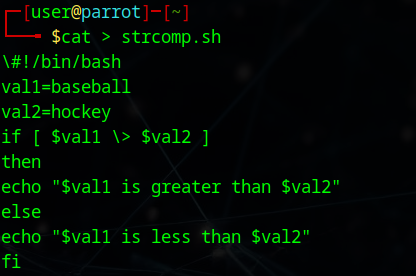 ┌─[user@parrot]─[~]
└──╼ $cat > strcomp.sh
\#!/bin/bash
val1=baseball
val2=hockey
if [ $val1 \> $val2 ]
then
echo "$val1 is greater than $val2"
else
echo "$val1 is less than $val2"
fi